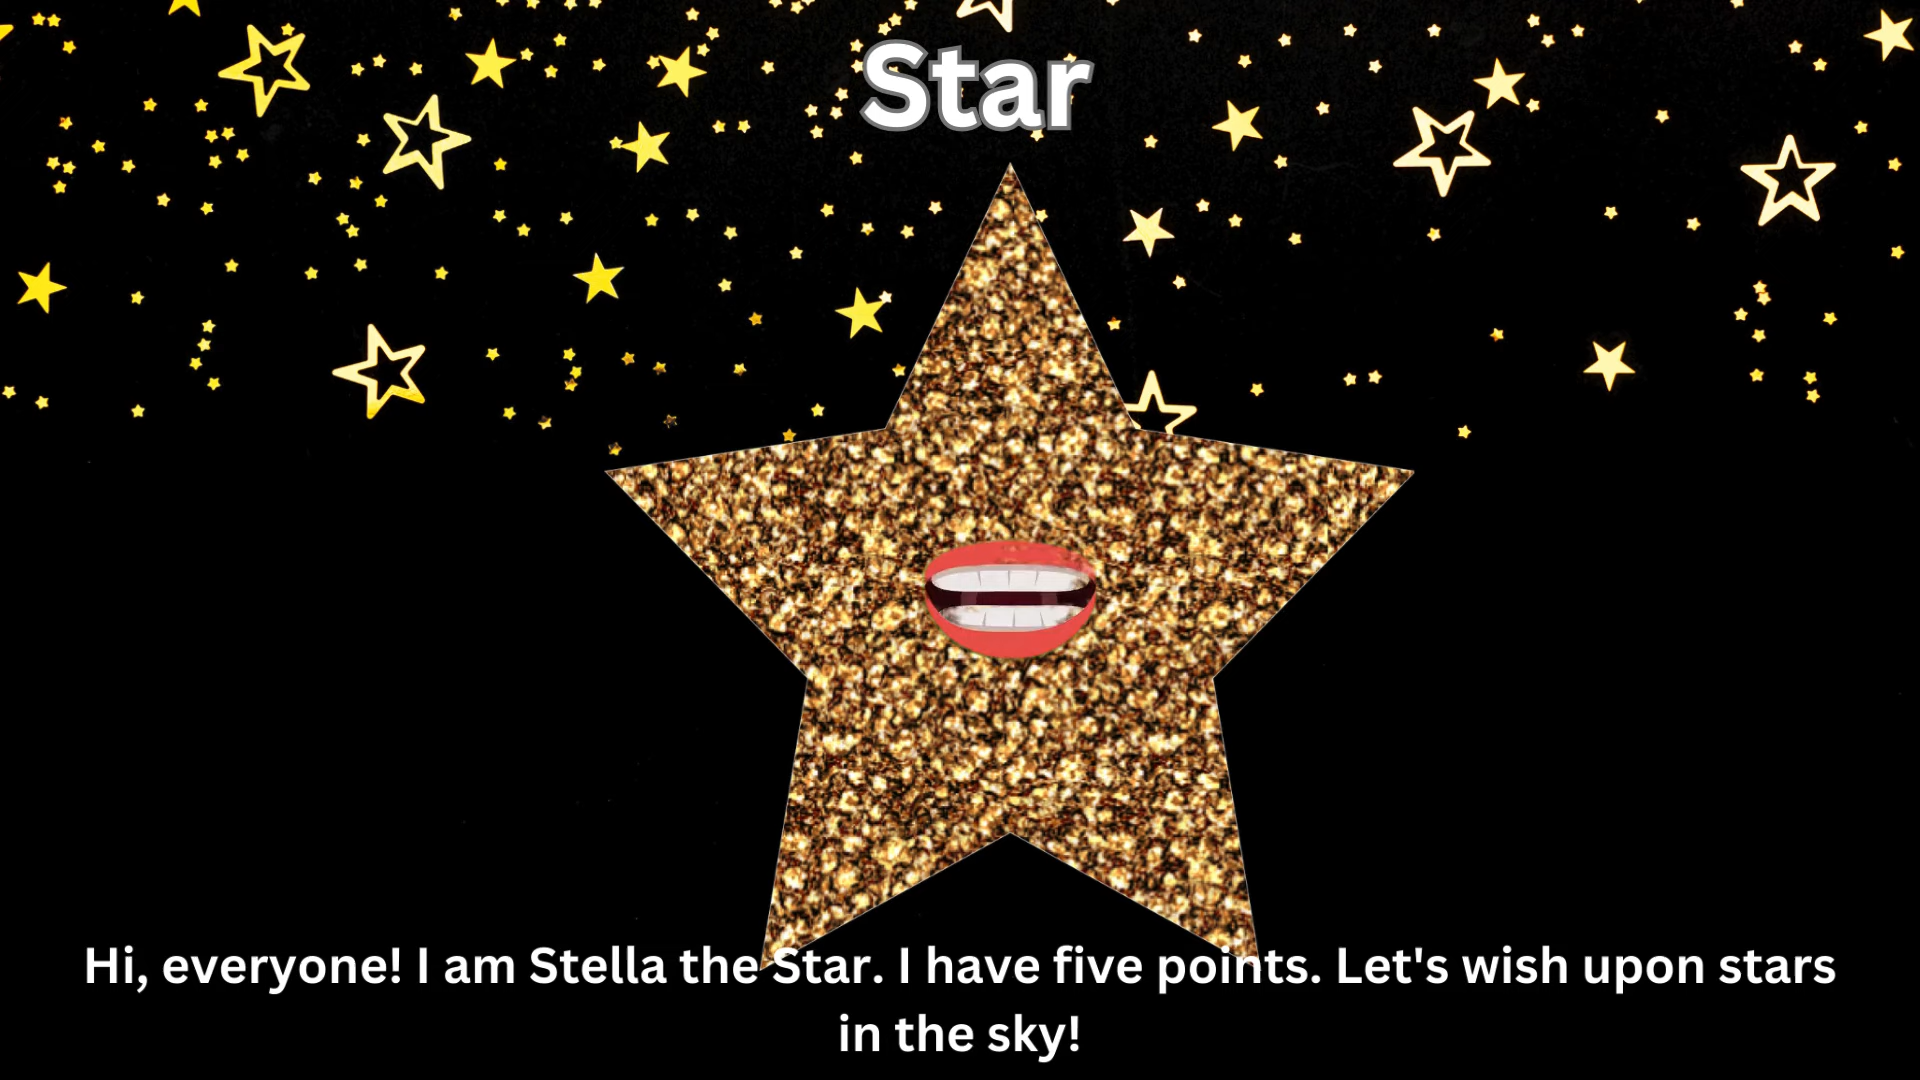 Star
Hi, everyone! I am Stella the Star. I have five points. Let's wish upon stars
in the sky!